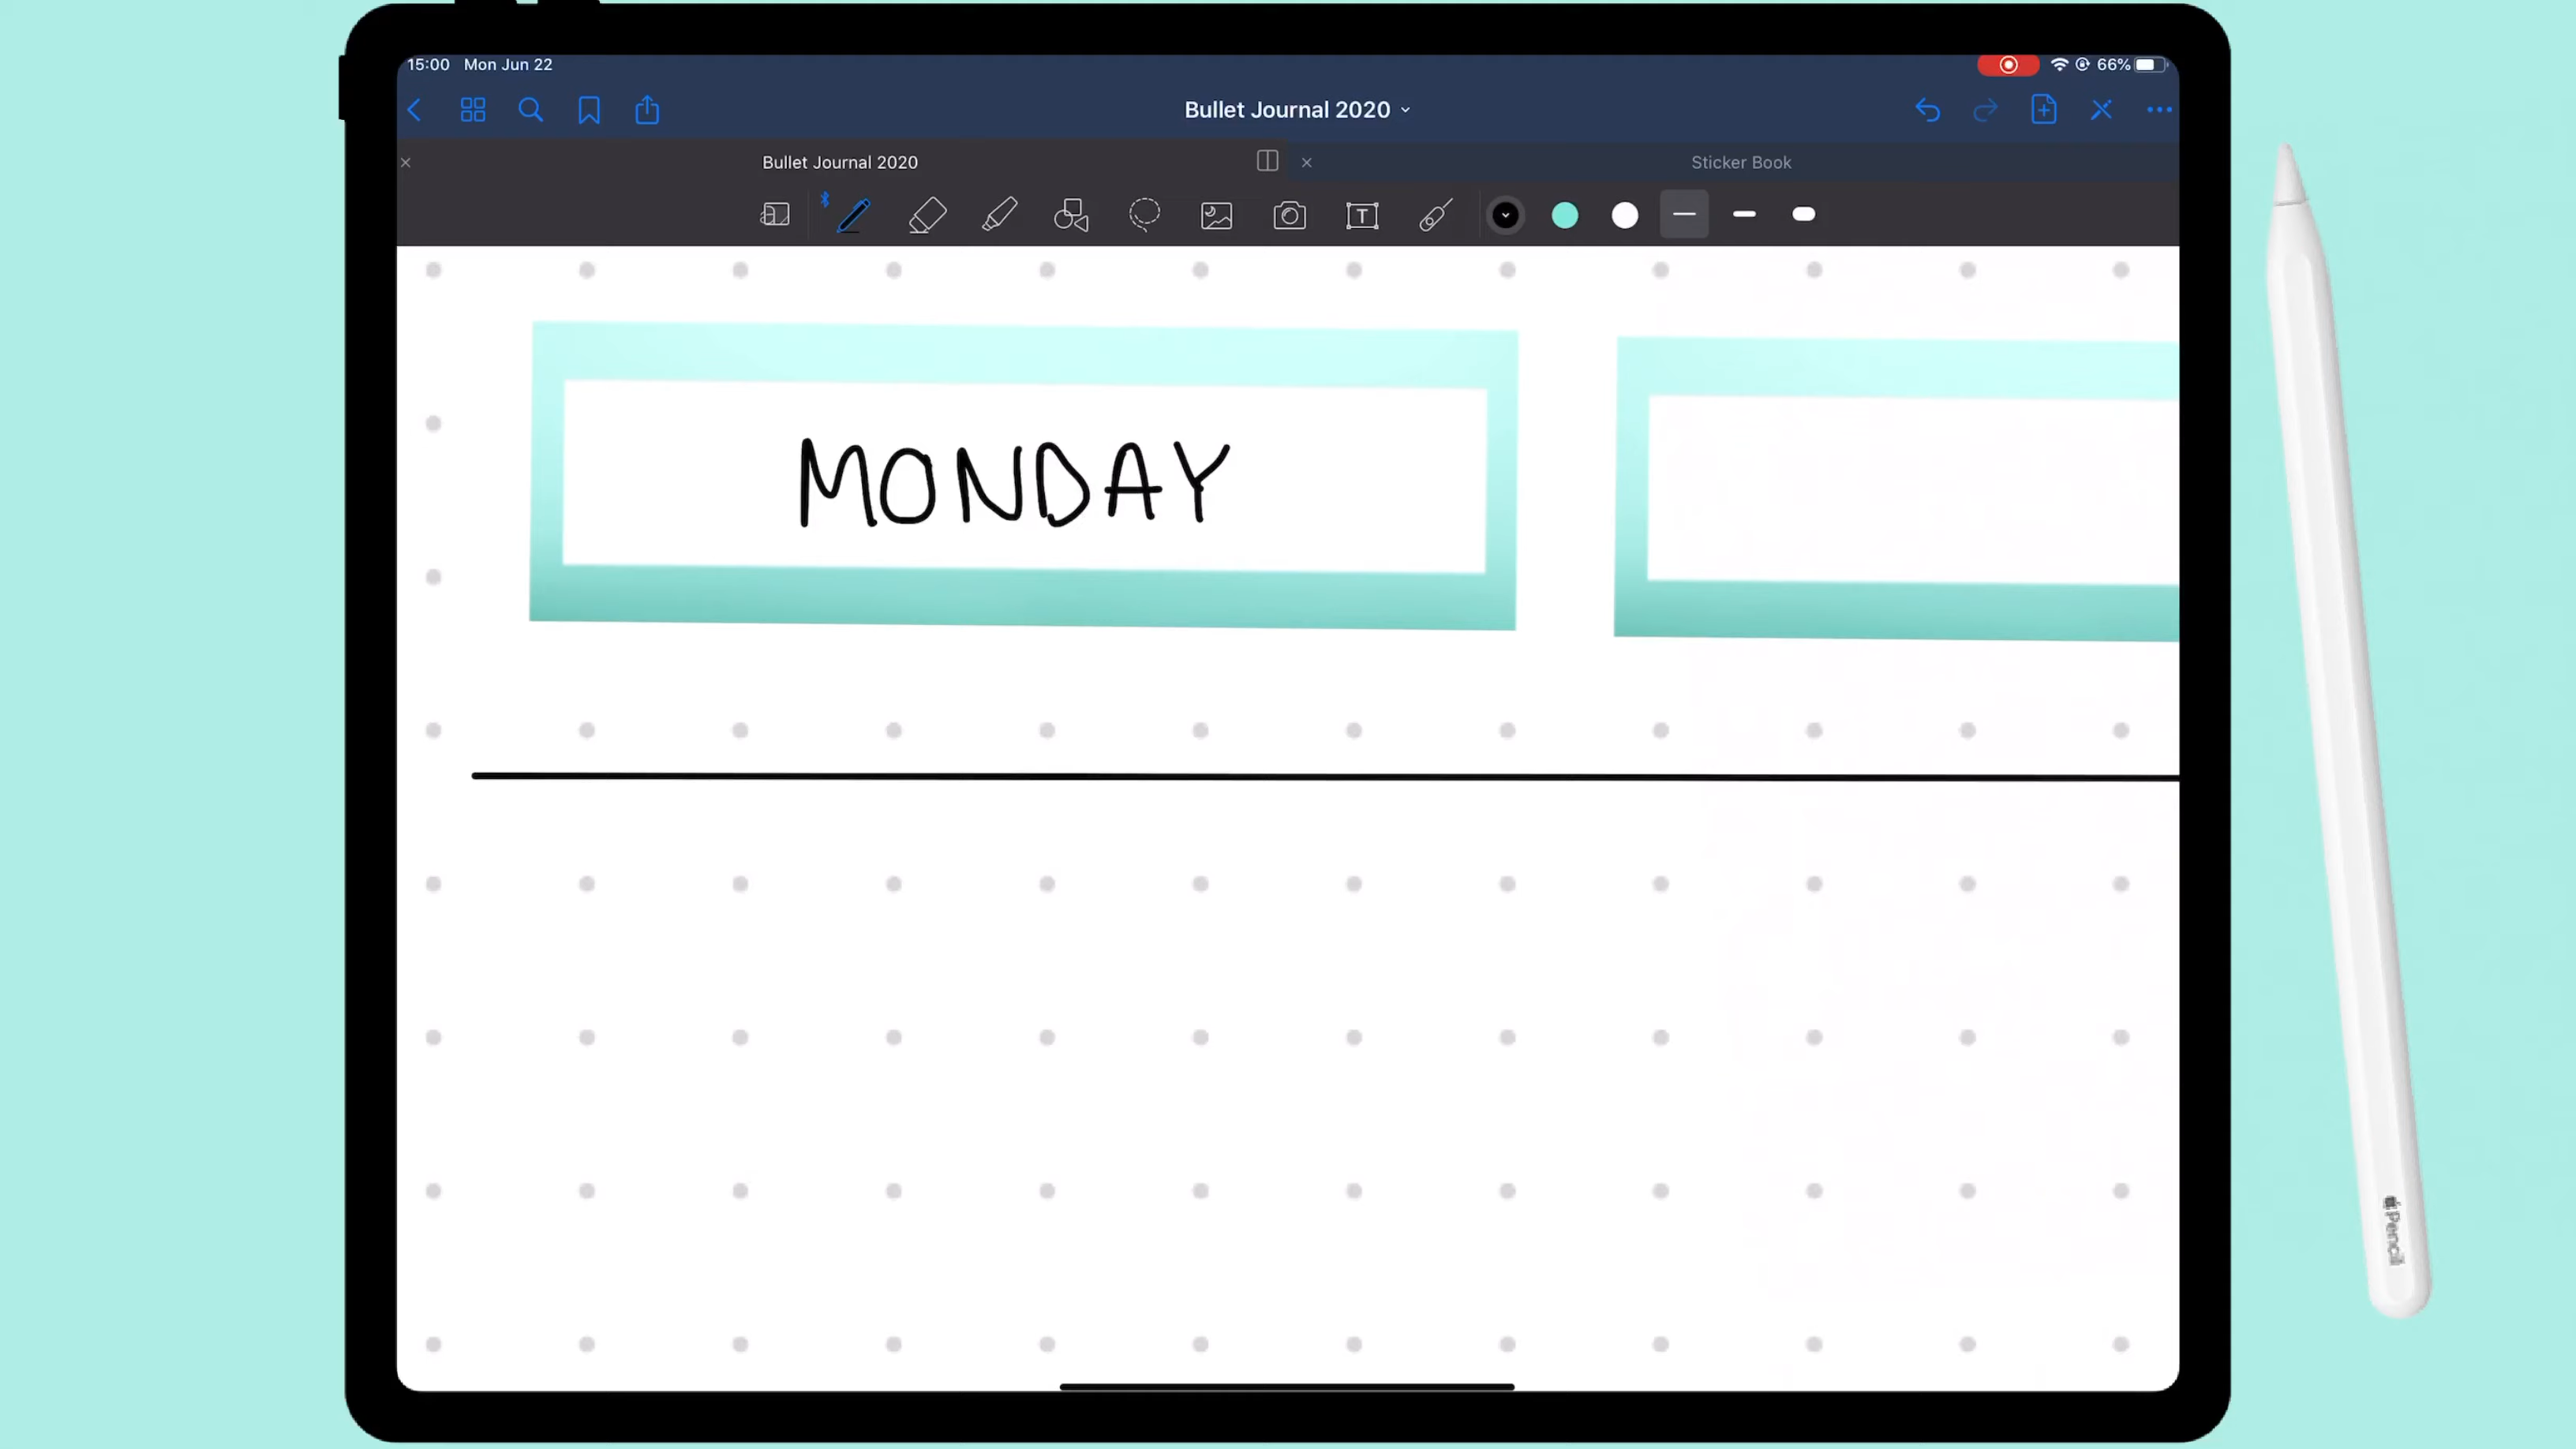 15:00 Mon Jun 22 66%
Bullet Journal 2020
Bullet Journal 2020 Sticker Book
T
MONDAY
Pencil